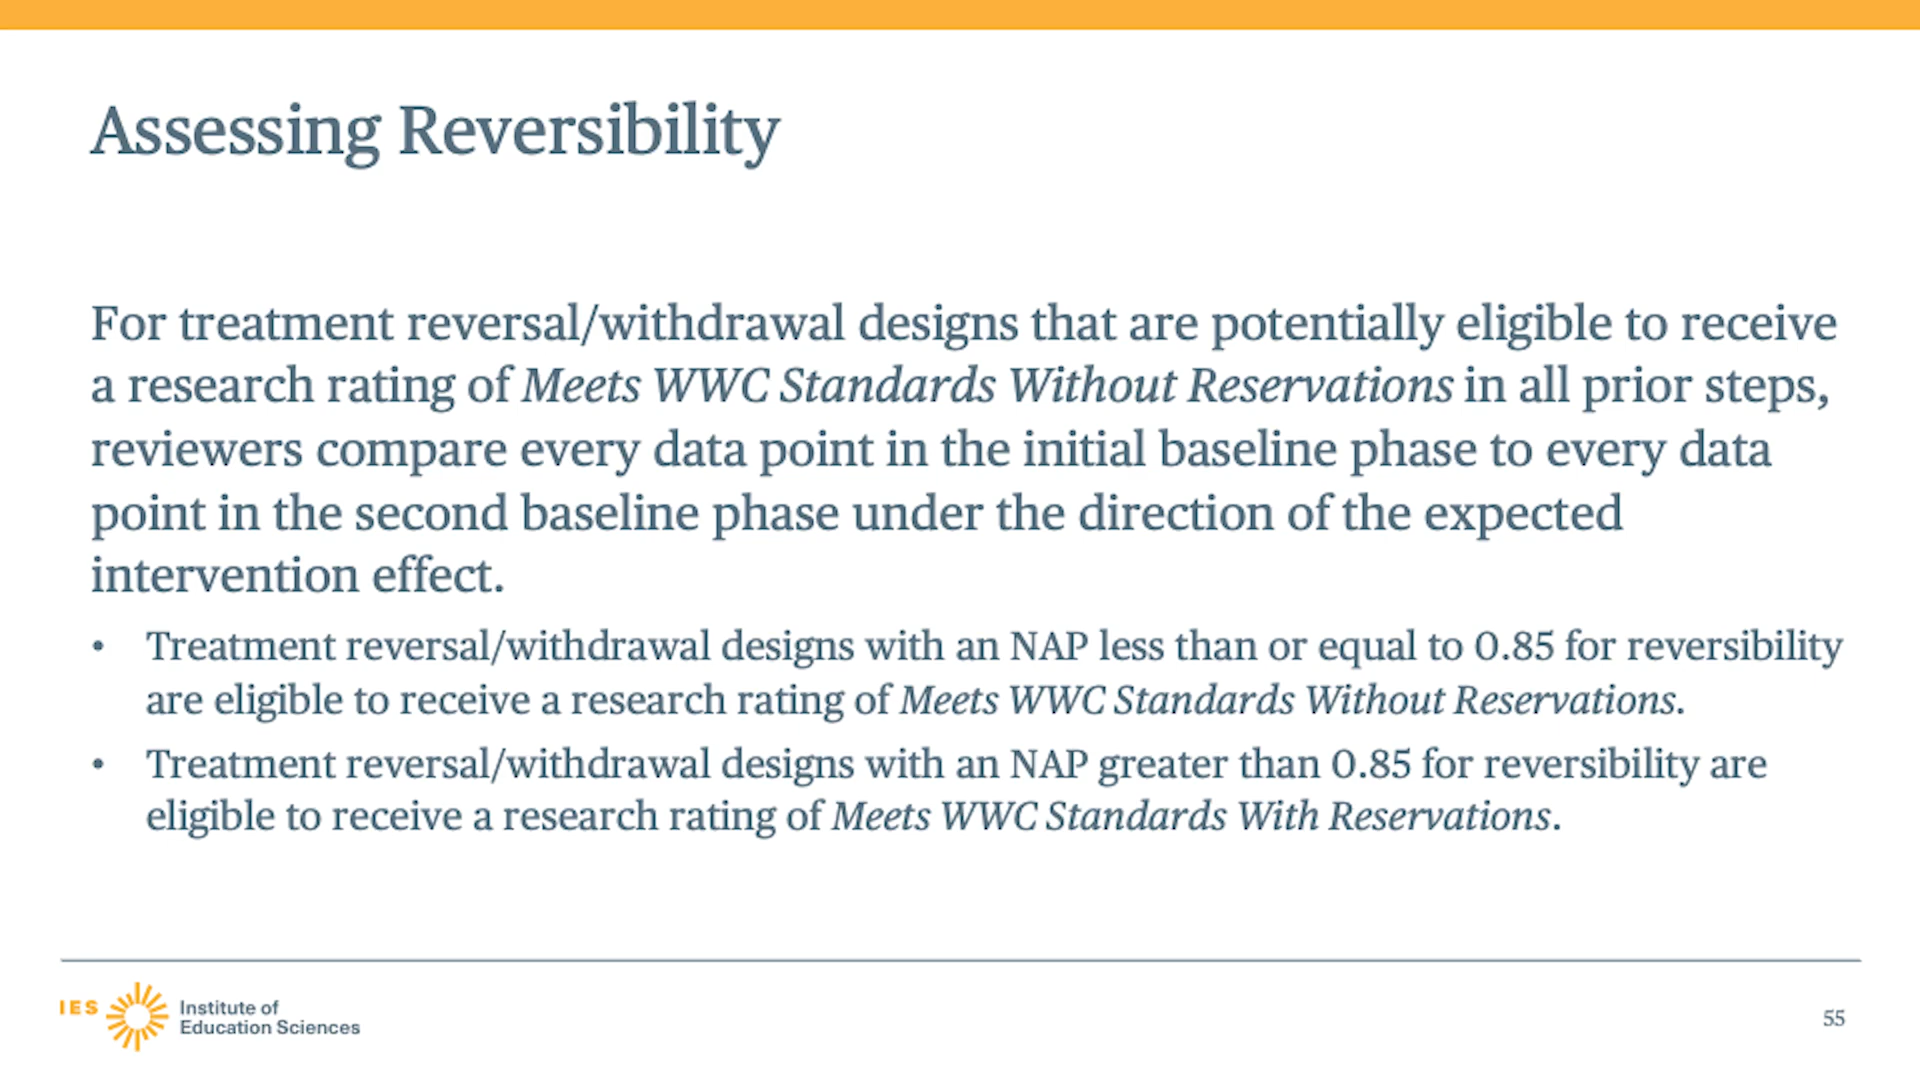 Assessing Reversibility
For treatment reversal/withdrawal designs that are potentially eligible to receive
a research rating of Meets WWC Standards Without Reservations in all prior steps,
reviewers compare every data point in the initial baseline phase to every data
point in the second baseline phase under the direction of the expected
intervention effect.
• Treatment reversal/withdrawal designs with an NAP less than or equal to 0.85 for reversibility
are eligible to receive a research rating of Meets WWC Standards Without Reservations.
• Treatment reversal/withdrawal designs with an NAP greater than 0.85 for reversibility are
eligible to receive a research rating of Meets WWC Standards With Reservations.
IES Institute of
Education Sciences
55